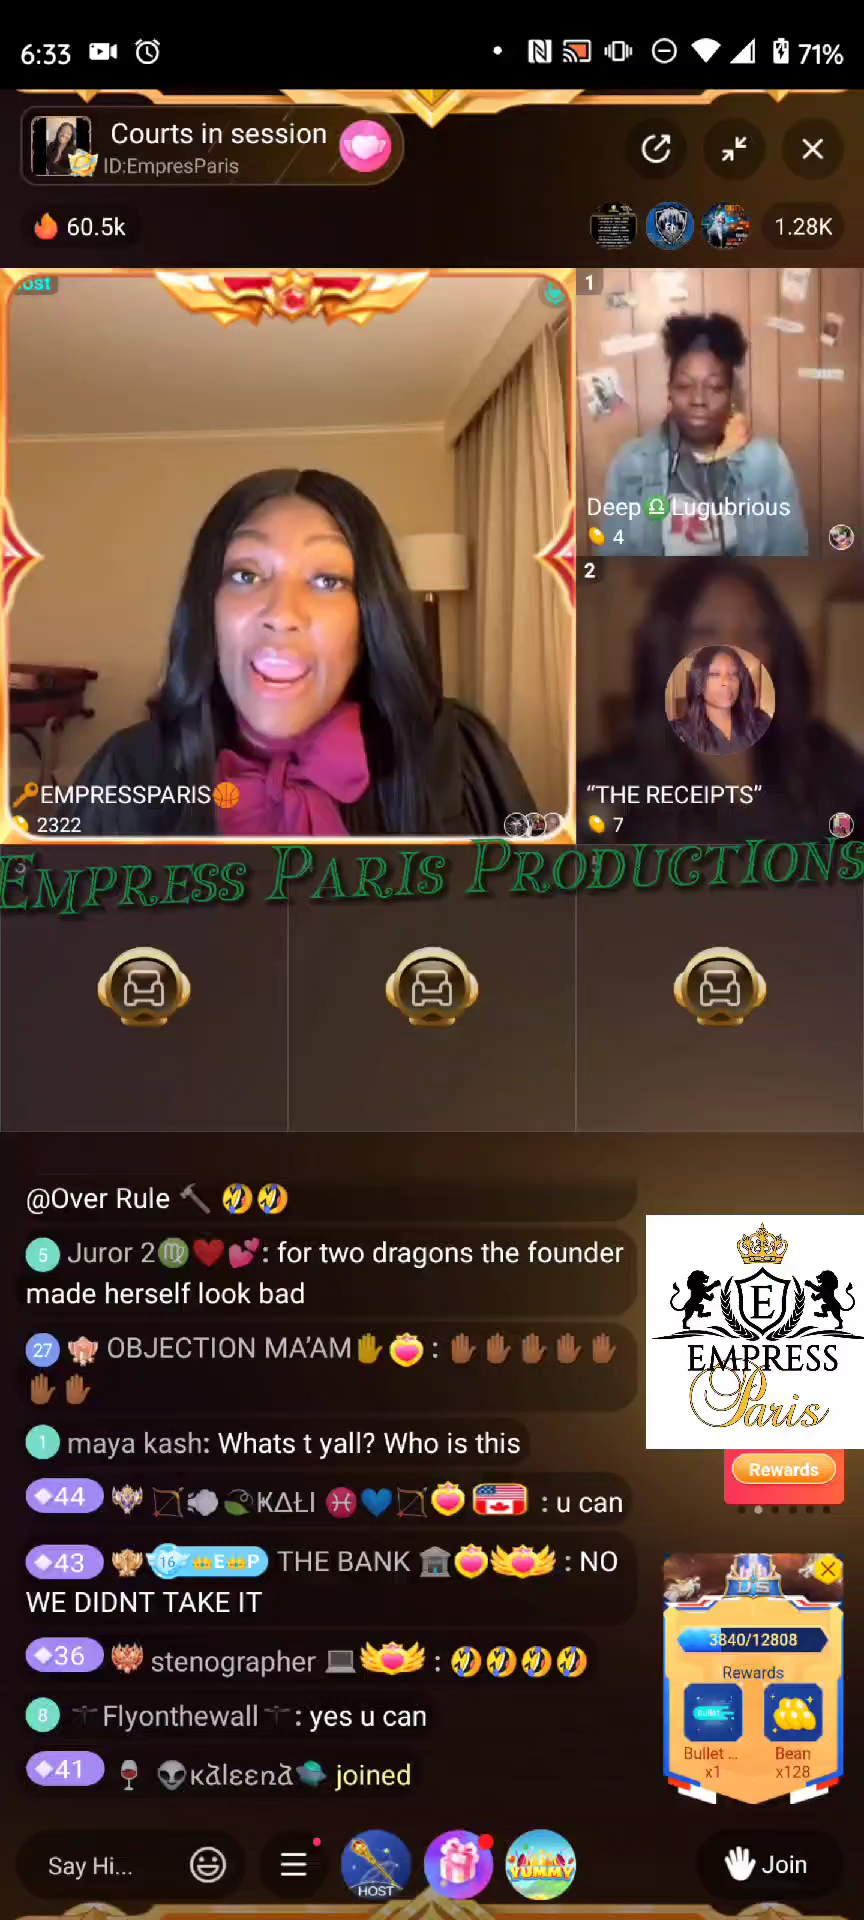 6:33
71%
Courts in session
ID:EmpresParis
60.5k
1.28K
ost
1
Deep♎Lugubrious
4
2
🔑EMPRESSPARIS🏀
2322
“THE RECEIPTS”
7
EMPRESS PARIS PRODUCTIONS
@Over Rule 🔨 🤣🤣
5 Juror 2♍❤️💕: for two dragons the founder
made herself look bad
27 OBJECTION MA’AM✋ : ✋🏾✋🏾✋🏾✋🏾✋🏾
✋🏾✋🏾
E
EMPRESS
Paris
1 maya kash: Whats t yall? Who is this
Rewards
44 🏹💨🍃ҜΔŁI ♓💙🏹 : u can
43 16 👑E👑P THE BANK 🏦 : NO
WE DIDNT TAKE IT
US
3840/12808
36 stenographer 💻 : 🤣🤣🤣🤣
Rewards
8 Flyonthewall : yes u can
Bullet ...
x1
Bean
x128
41 🍷 👽 joined
Say Hi...
HOST
YUMMY
Join